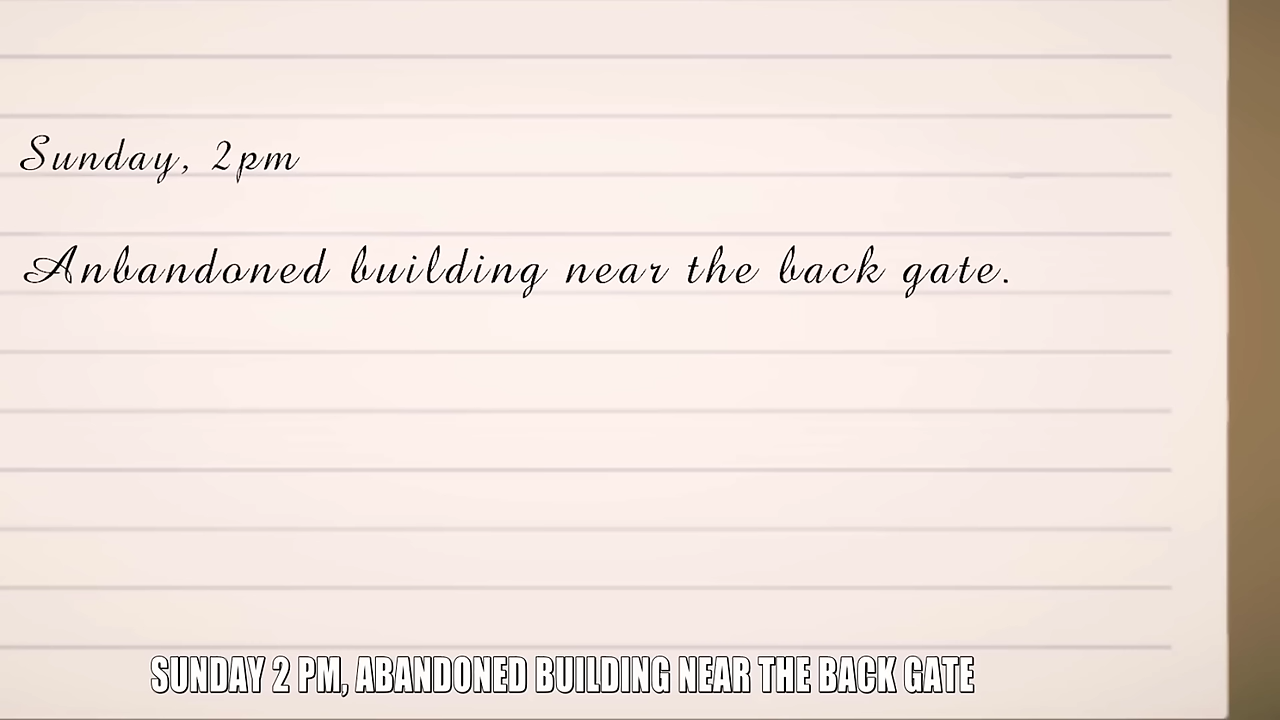 Sunday, 2pm
Anbandoned building near the back gate.
SUNDAY 2 PM, ABANDONED BUILDING NEAR THE BACK GATE